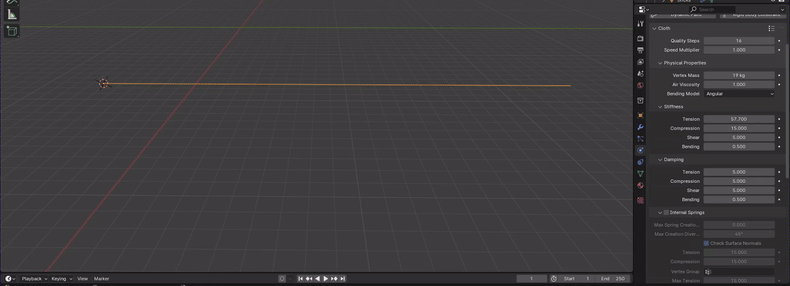 Search
Cloth
Quality Steps 16
Speed Multiplier 1.000
Physical Properties
Vertex Mass 19 kg
Air Viscosity 1.000
Bending Model Angular
Stiffness
Tension 57.700
Compression 15.000
Shear 5.000
Bending 0.500
Damping
Tension 5.000
Compression 5.000
Shear 5.000
Bending 0.500
Internal Springs
Max Spring Creatio... 0.000
Max Creation Diver... 45°
Check Surface Normals
Tension 15.000
Compression 15.000
Vertex Group
Max Tension 15.000
Playback Keying View Marker 1 Start 1 End 250